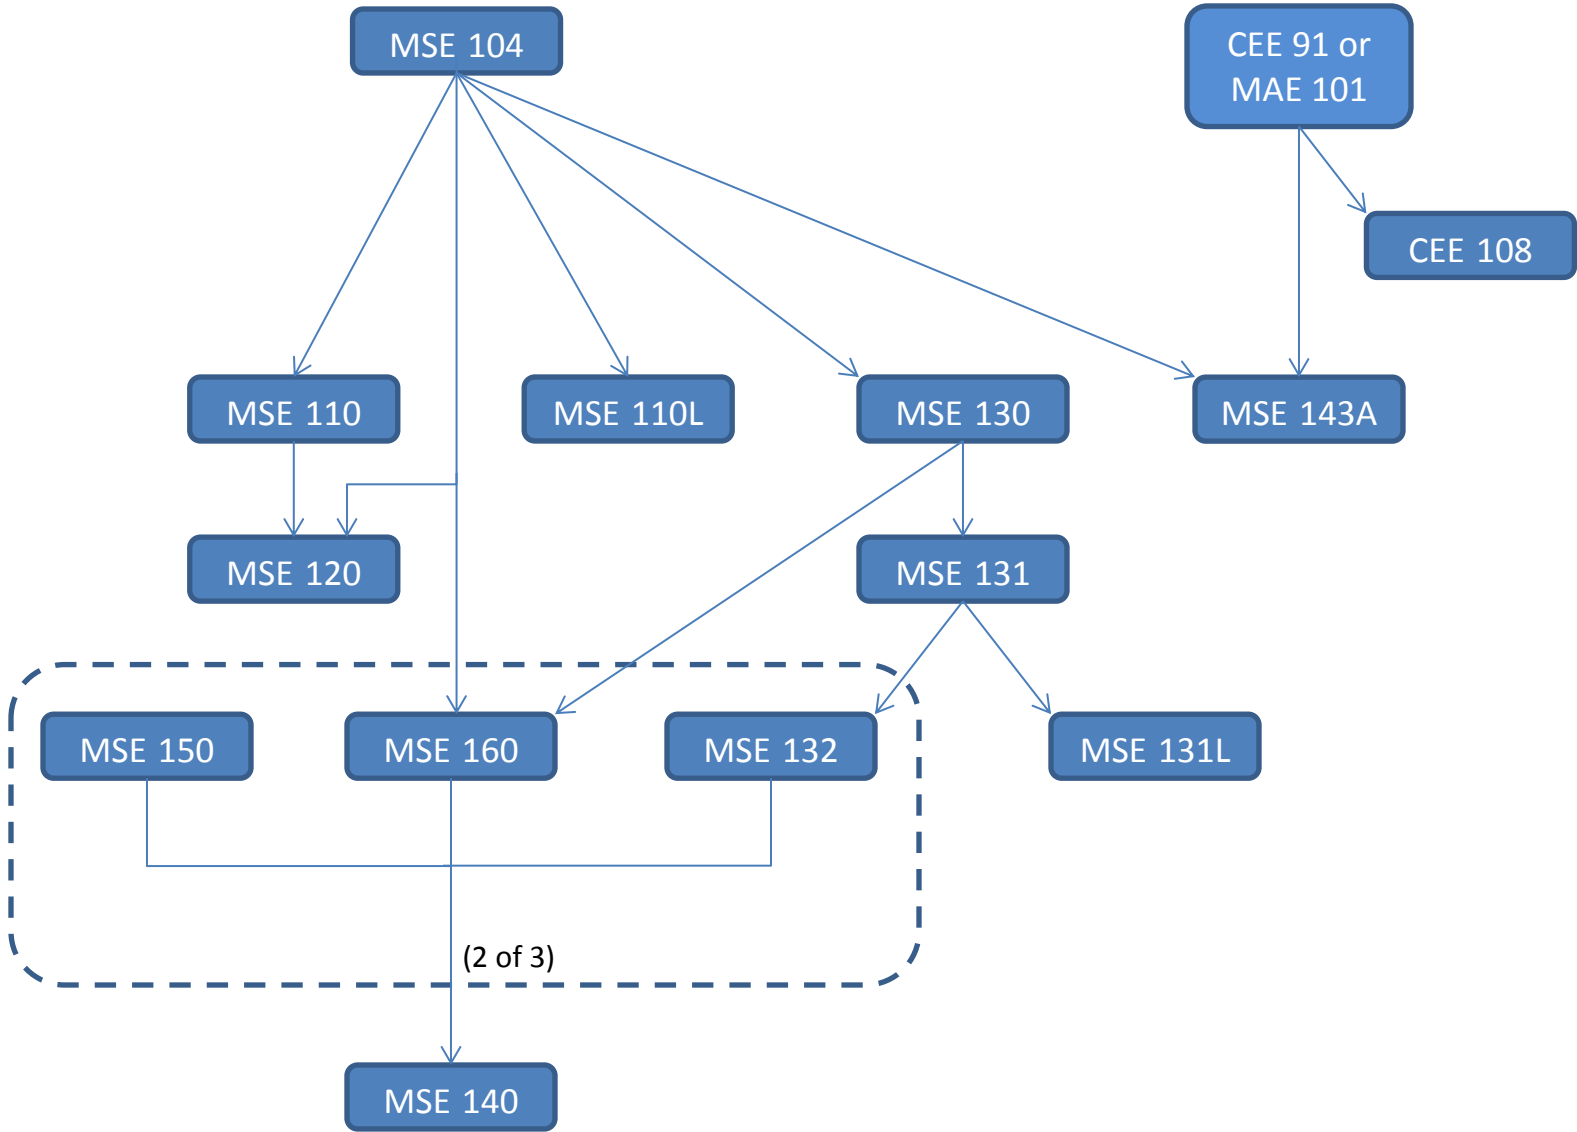 MSE 104
CEE 91 or
MAE 101
CEE 108
MSE 110
MSE 110L
MSE 130
MSE 143A
MSE 120
MSE 131
MSE 150
MSE 160
MSE 132
MSE 131L
(2 of 3)
MSE 140